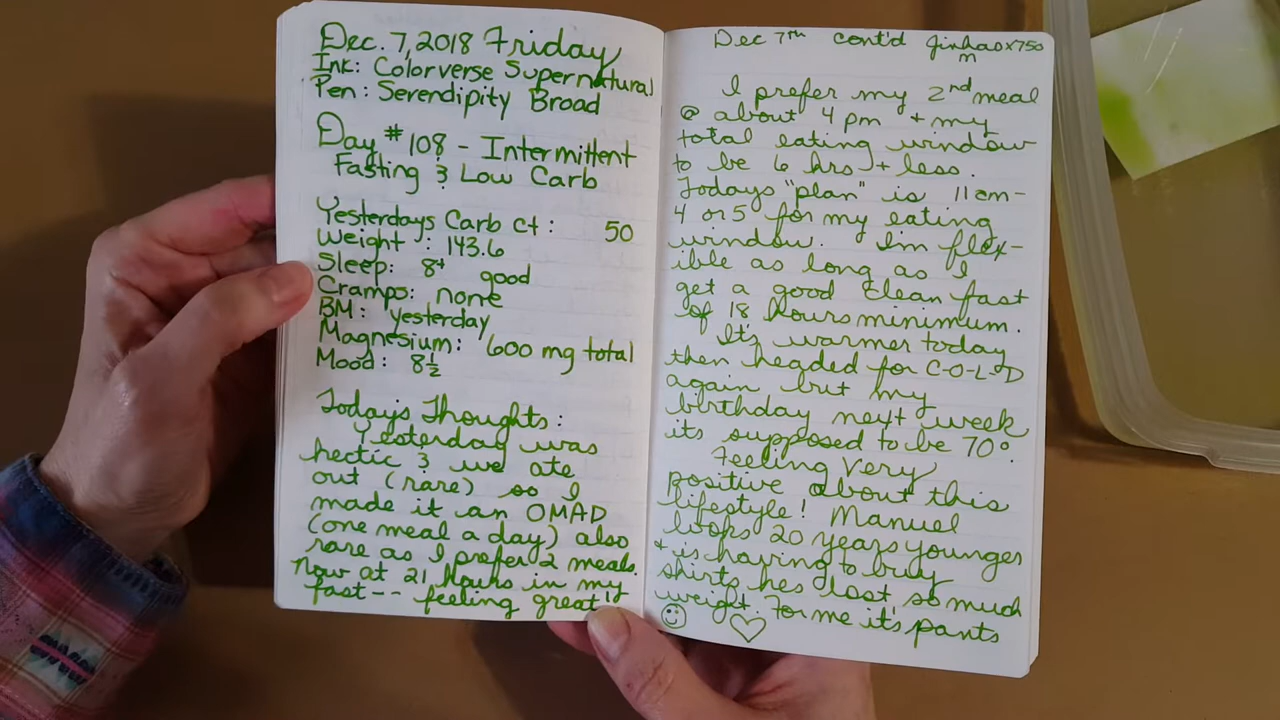 Dec. 7, 2018 Friday
Ink: Colorverse Supernatural
Pen: Serendipity Broad
Day #108 - Intermittent
Fasting & Low Carb
Yesterdays Carb Ct: 50
Weight: 143.6
Sleep: 8+ good
Cramps: none
BM: yesterday
Magnesium: 600 mg total
Mood: 8½
Today's Thoughts:
Yesterday was
hectic & we ate
out (rare) so I
made it an OMAD
(one meal a day) also
rare as I prefer 2 meals.
Now at 21 hours in my
fast-- feeling great!
Dec 7th cont'd Jinhao x750
m
I prefer my 2nd meal
@ about 4 pm + my
total eating window
to be 6 hrs + less.
Todays "plan" is 11am-
4 or 5 for my eating
window. Im flex-
ible as long as I
get a good clean fast
of 18 hours minimum.
It's warmer today
then headed for C-O-L-D
again but my
birthday next week
its supposed to be 70°.
Feeling very
positive about this
lifestyle! Manuel
looks 20 years younger
+ is having to buy
shirts hes lost so much
weight. For me it's pants